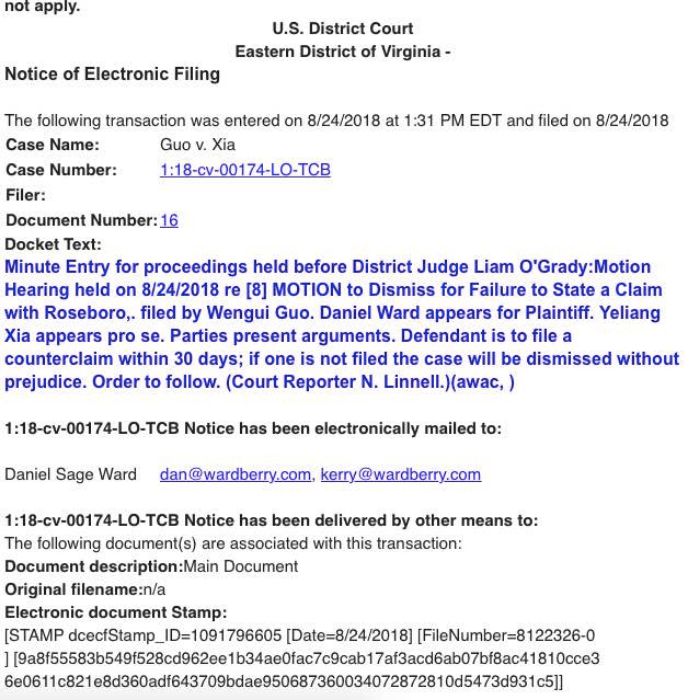 not apply.
U.S. District Court
Eastern District of Virginia -
Notice of Electronic Filing
The following transaction was entered on 8/24/2018 at 1:31 PM EDT and filed on 8/24/2018
Case Name: Guo v. Xia
Case Number: 1:18-cv-00174-LO-TCB
Filer:
Document Number: 16
Docket Text:
Minute Entry for proceedings held before District Judge Liam O'Grady:Motion
Hearing held on 8/24/2018 re [8] MOTION to Dismiss for Failure to State a Claim
with Roseboro,. filed by Wengui Guo. Daniel Ward appears for Plaintiff. Yeliang
Xia appears pro se. Parties present arguments. Defendant is to file a
counterclaim within 30 days; if one is not filed the case will be dismissed without
prejudice. Order to follow. (Court Reporter N. Linnell.)(awac, )
1:18-cv-00174-LO-TCB Notice has been electronically mailed to:
Daniel Sage Ward dan@wardberry.com, kerry@wardberry.com
1:18-cv-00174-LO-TCB Notice has been delivered by other means to:
The following document(s) are associated with this transaction:
Document description:Main Document
Original filename:n/a
Electronic document Stamp:
[STAMP dcecfStamp_ID=1091796605 [Date=8/24/2018] [FileNumber=8122326-0
] [9a8f55583b549f528cd962ee1b34ae0fac7c9cab17af3acd6ab07bf8ac41810cce3
6e0611c821e8d360adf643709bdae950687360034072872810d5473d931c5]]